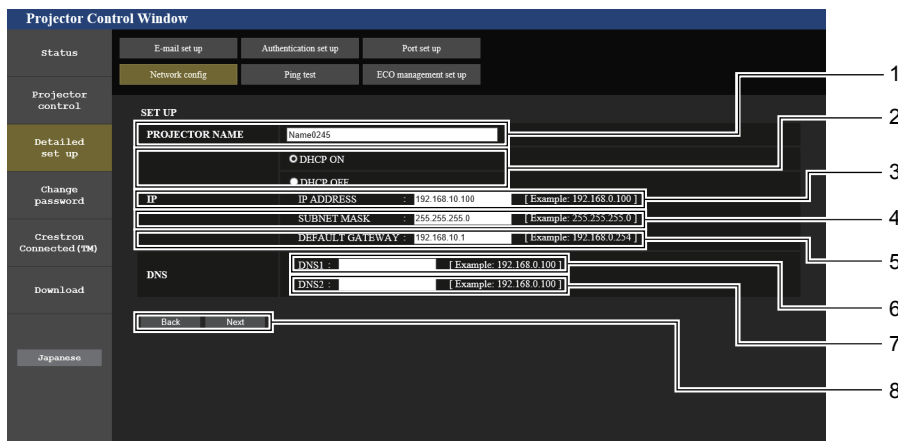 Projector Control Window
Status
E-mail set up
Authentication set up
Port set up
Network config
Ping test
ECO management set up
Projector
control
Detailed
set up
Change
password
Crestron
Connected(TM)
Download
Japanese
SET UP
PROJECTOR NAME
Name0245
DHCP ON
DHCP OFF
IP
IP ADDRESS : 192.168.10.100 [ Example: 192.168.0.100 ]
SUBNET MASK : 255.255.255.0 [ Example: 255.255.255.0 ]
DEFAULT GATEWAY : 192.168.10.1 [ Example: 192.168.0.254 ]
DNS
DNS1 : [ Example: 192.168.0.100 ]
DNS2 : [ Example: 192.168.0.100 ]
Back
Next
1
2
3
4
5
6
7
8